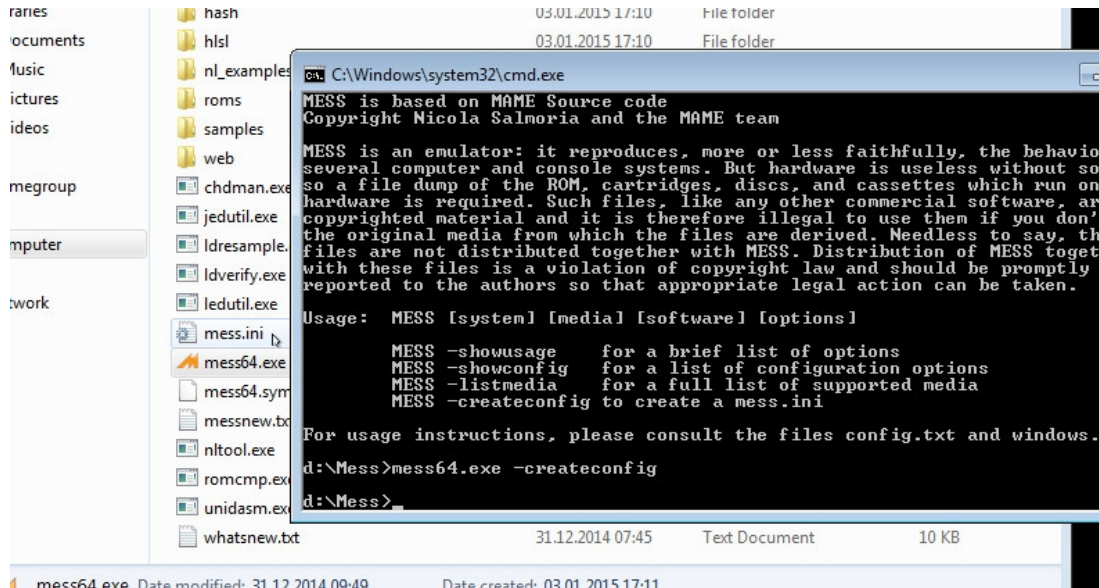 hash 03.01.2015 17:10 File folder
hlsl 03.01.2015 17:10 File folder
nl_examples
roms
samples
web
chdman.exe
jedutil.exe
ldresample.
ldverify.exe
ledutil.exe
mess.ini
mess64.exe
mess64.sym
messnew.tx
nltool.exe
romcmp.exe
unidasm.ex
whatsnew.txt 31.12.2014 07:45 Text Document 10 KB
raries
ocuments
Music
ictures
ideos
megroup
mputer
twork
C:\Windows\system32\cmd.exe
MESS is based on MAME Source code
Copyright Nicola Salmoria and the MAME team
MESS is an emulator: it reproduces, more or less faithfully, the behavio
several computer and console systems. But hardware is useless without so
so a file dump of the ROM, cartridges, discs, and cassettes which run on
hardware is required. Such files, like any other commercial software, ar
copyrighted material and it is therefore illegal to use them if you don'
the original media from which the files are derived. Needless to say, th
files are not distributed together with MESS. Distribution of MESS toget
with these files is a violation of copyright law and should be promptly
reported to the authors so that appropriate legal action can be taken.
Usage: MESS [system] [media] [software] [options]
MESS -showusage for a brief list of options
MESS -showconfig for a list of configuration options
MESS -listmedia for a full list of supported media
MESS -createconfig to create a mess.ini
For usage instructions, please consult the files config.txt and windows.
d:\Mess>mess64.exe -createconfig
d:\Mess>_
mess64.exe Date modified: 31.12.2014 09:49 Date created: 03.01.2015 17:11